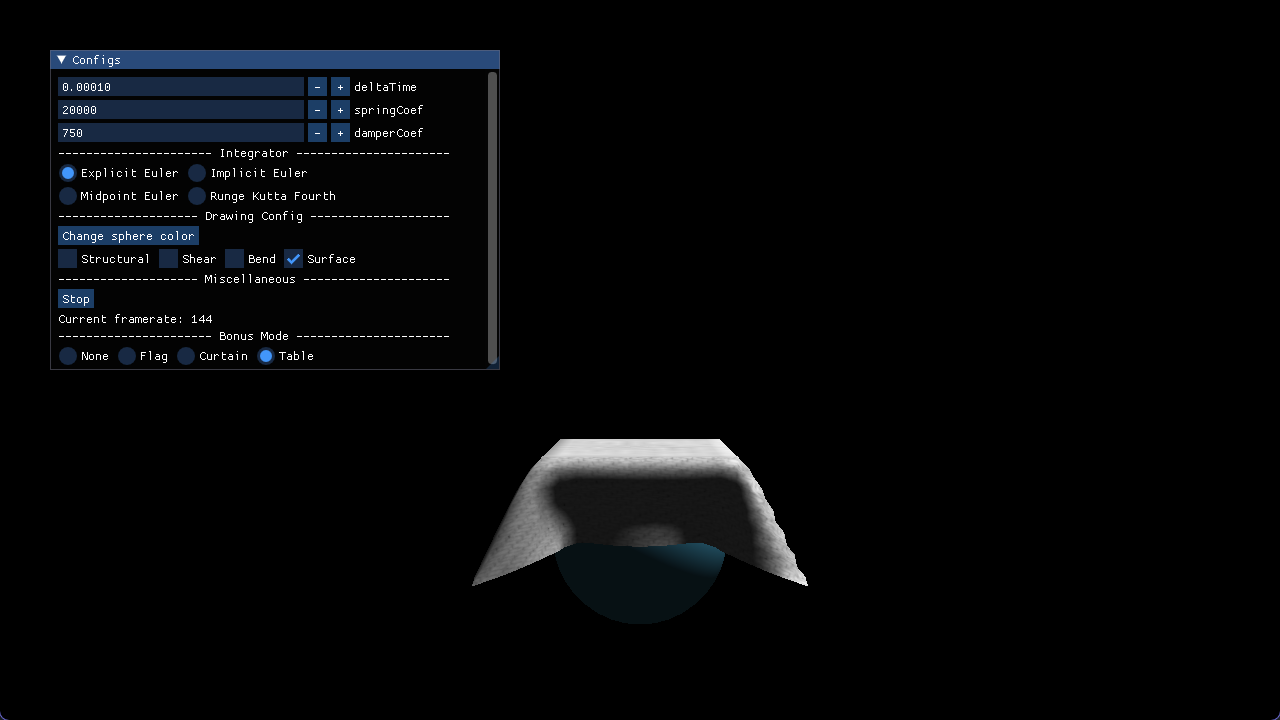 Configs
0.00010 - + deltaTime
20000 - + springCoef
750 - + damperCoef
---------------------- Integrator ----------------------
Explicit Euler Implicit Euler
Midpoint Euler Runge Kutta Fourth
-------------------- Drawing Config --------------------
Change sphere color
Structural Shear Bend Surface
-------------------- Miscellaneous ----------------------
Stop
Current framerate: 144
---------------------- Bonus Mode ----------------------
None Flag Curtain Table